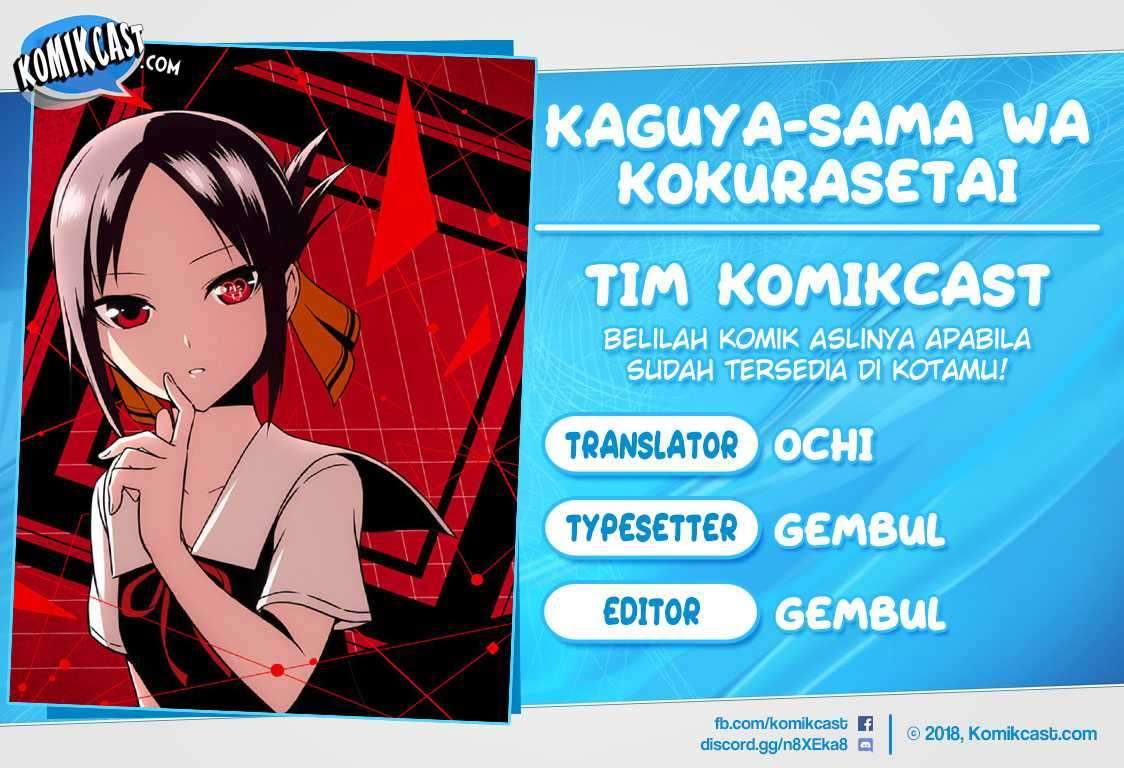 KOMIKCAST
.COM
KAGUYA-SAMA WA
KOKURASETAI
TIM KOMIKCAST
BELILAH KOMIK ASLINYA APABILA
SUDAH TERSEDIA DI KOTAMU!
TRANSLATOR OCHI
TYPESETTER GEMBUL
EDITOR GEMBUL
fb.com/komikcast
discord.gg/n8XEka8
© 2018, Komikcast.com